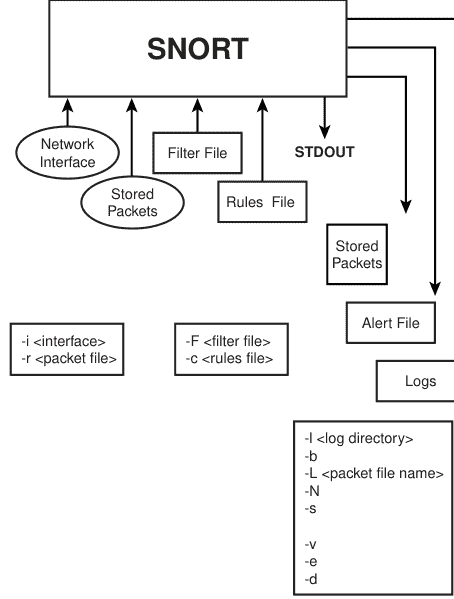 SNORT
Network
Interface
Filter File
STDOUT
Stored
Packets
Rules File
Stored
Packets
Alert File
-i <interface>
-r <packet file>
-F <filter file>
-c <rules file>
Logs
-l <log directory>
-b
-L <packet file name>
-N
-s
-v
-e
-d